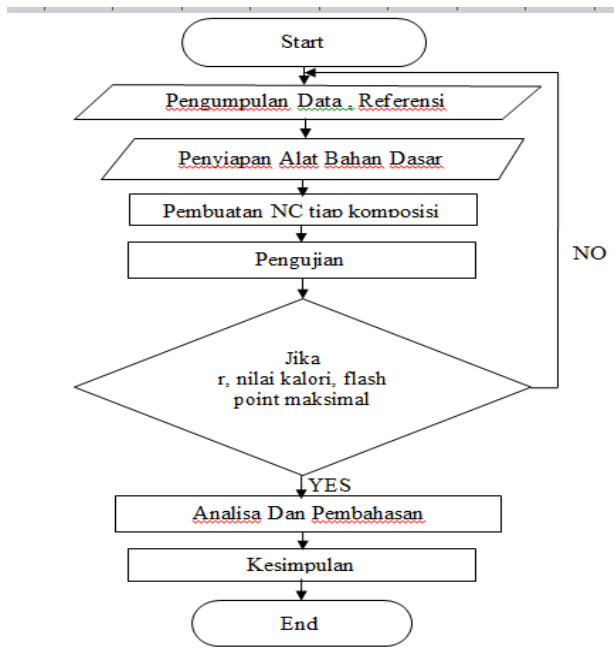 Start
Pengumpulan Data , Referensi
Penyiapan Alat Bahan Dasar
Pembuatan NC tiap komposisi
Pengujian
NO
Jika
r, nilai kalori, flash
point maksimal
YES
Analisa Dan Pembahasan
Kesimpulan
End